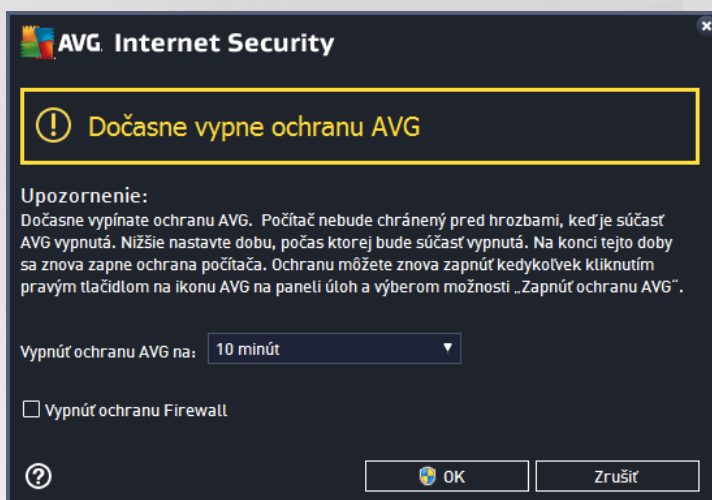 AVG. Internet Security
Dočasne vypne ochranu AVG
Upozornenie:
Dočasne vypínate ochranu AVG. Počítač nebude chránený pred hrozbami, keď je súčasť
AVG vypnutá. Nižšie nastavte dobu, počas ktorej bude súčasť vypnutá. Na konci tejto doby
sa znova zapne ochrana počítača. Ochranu môžete znova zapnúť kedykoľvek kliknutím
pravým tlačidlom na ikonu AVG na paneli úloh a výberom možnosti „Zapnúť ochranu AVG“.
Vypnúť ochranu AVG na: 10 minút
Vypnúť ochranu Firewall
OK Zrušiť